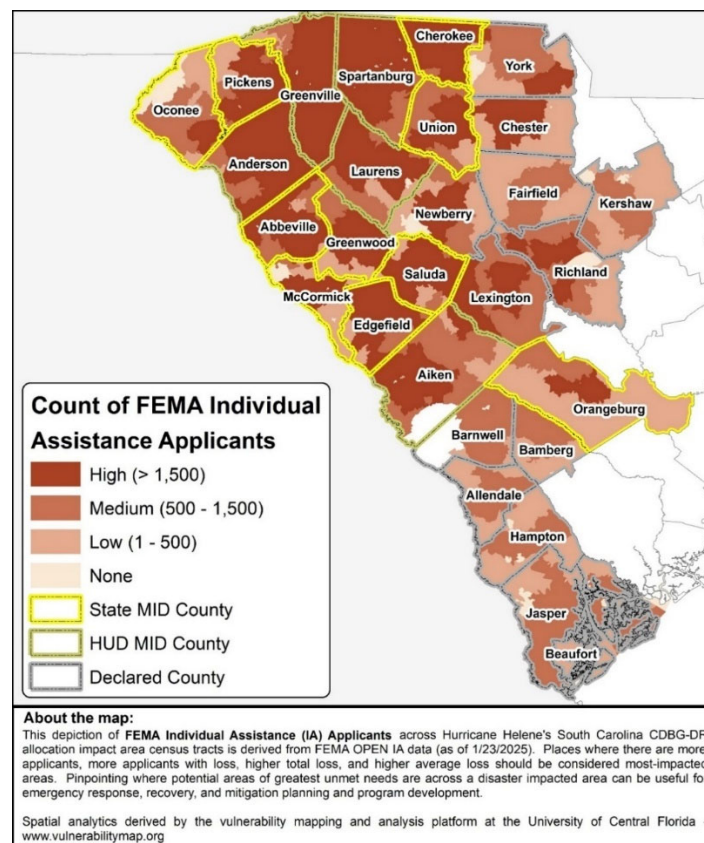 Cherokee
York
Spartanburg
Pickens
Greenville
Oconee
Union
Chester
Anderson
Laurens
Fairfield
Kershaw
Newberry
Abbeville
Greenwood
Richland
Saluda
McCormick
Lexington
Edgefield
Aiken
Orangeburg
Barnwell
Bamberg
Allendale
Hampton
Jasper
Beaufort
Count of FEMA Individual
Assistance Applicants
High (> 1,500)
Medium (500 - 1,500)
Low (1 - 500)
None
State MID County
HUD MID County
Declared County
About the map:
This depiction of FEMA Individual Assistance (IA) Applicants across Hurricane Helene's South Carolina CDBG-DR
allocation impact area census tracts is derived from FEMA OPEN IA data (as of 1/23/2025). Places where there are more
applicants, more applicants with loss, higher total loss, and higher average loss should be considered most-impacted
areas. Pinpointing where potential areas of greatest unmet needs are across a disaster impacted area can be useful for
emergency response, recovery, and mitigation planning and program development.
Spatial analytics derived by the vulnerability mapping and analysis platform at the University of Central Florida -
www.vulnerabilitymap.org